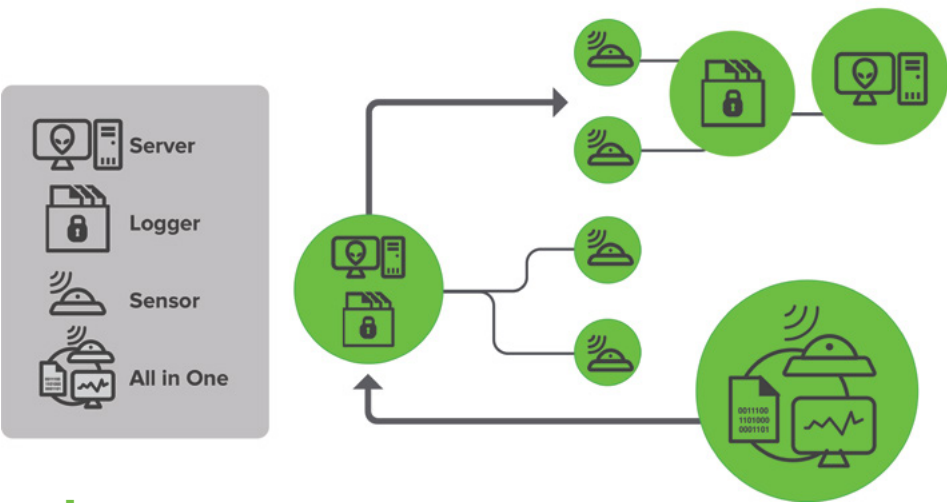 Server
Logger
Sensor
All in One
0011100
1101000
0001101